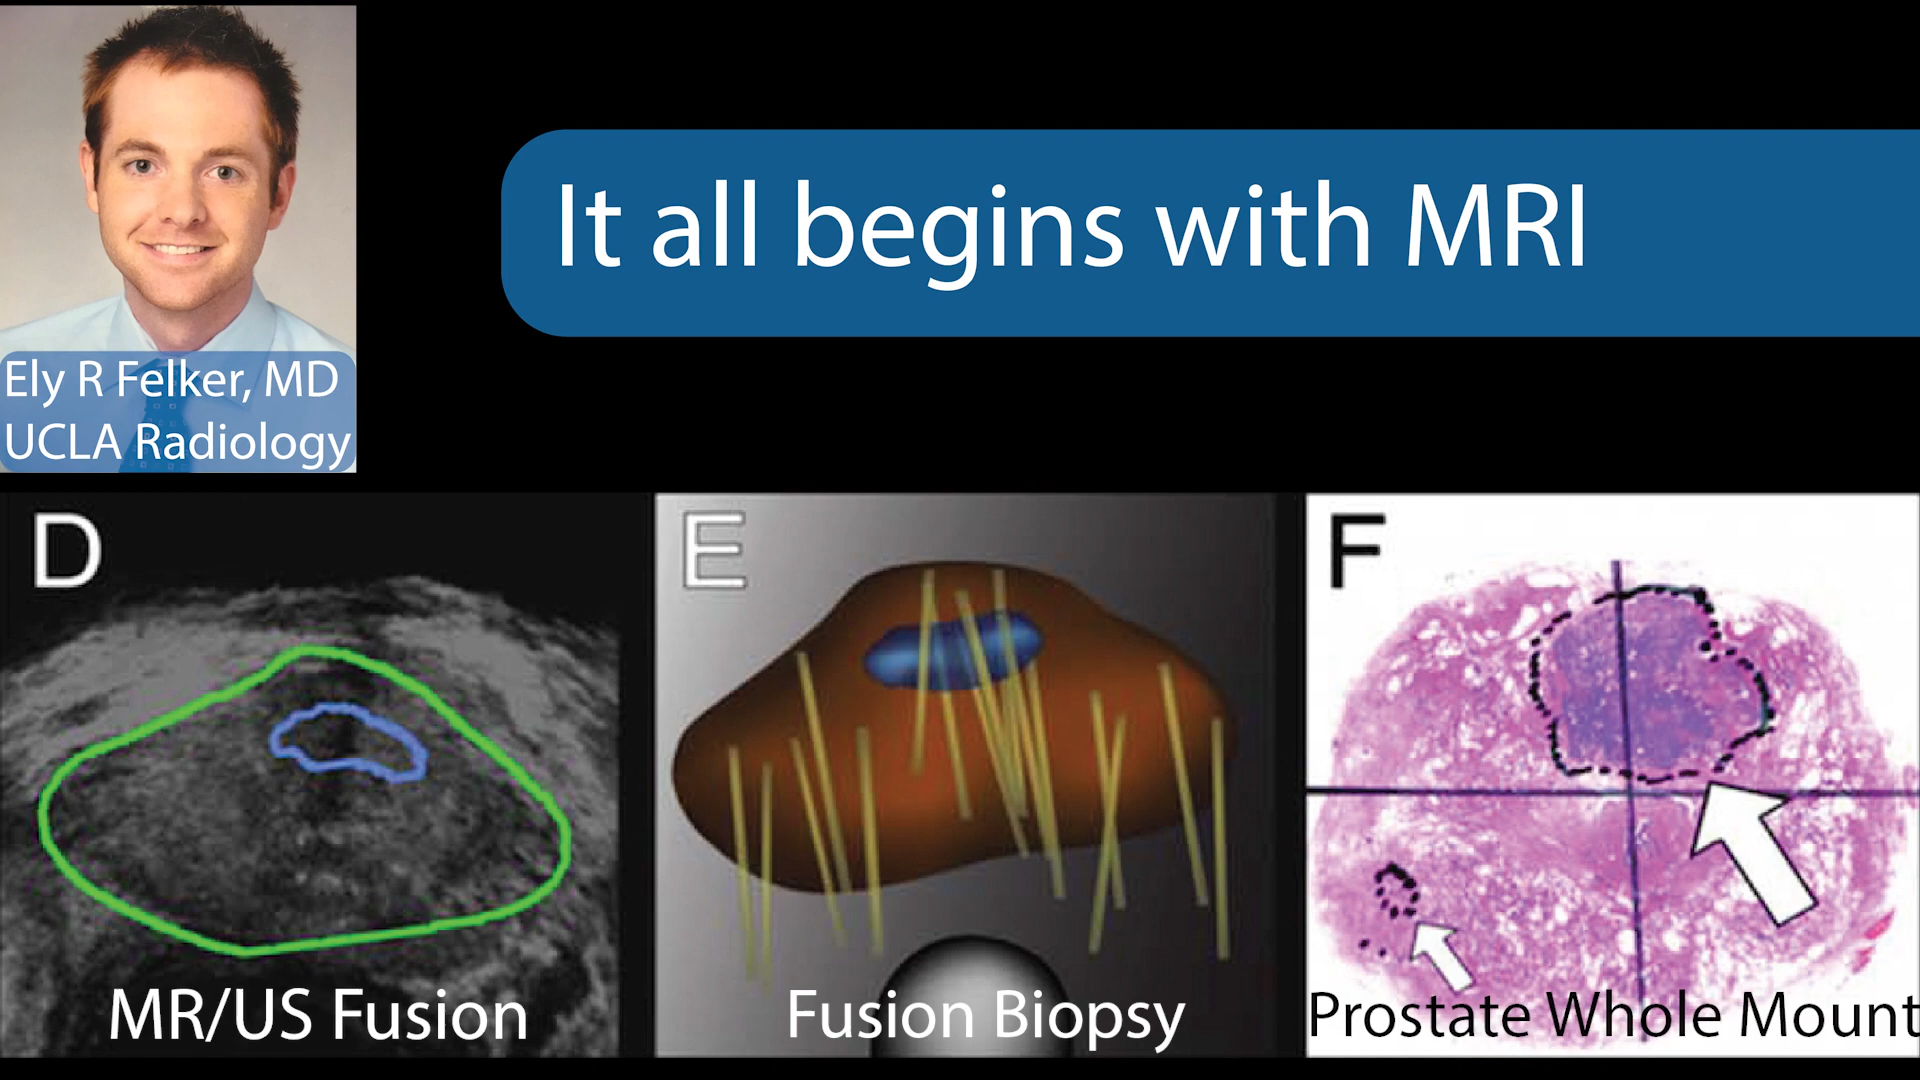 It all begins with MRI
Ely R Felker, MD
UCLA Radiology
D
E
F
MR/US Fusion
Fusion Biopsy
Prostate Whole Mount